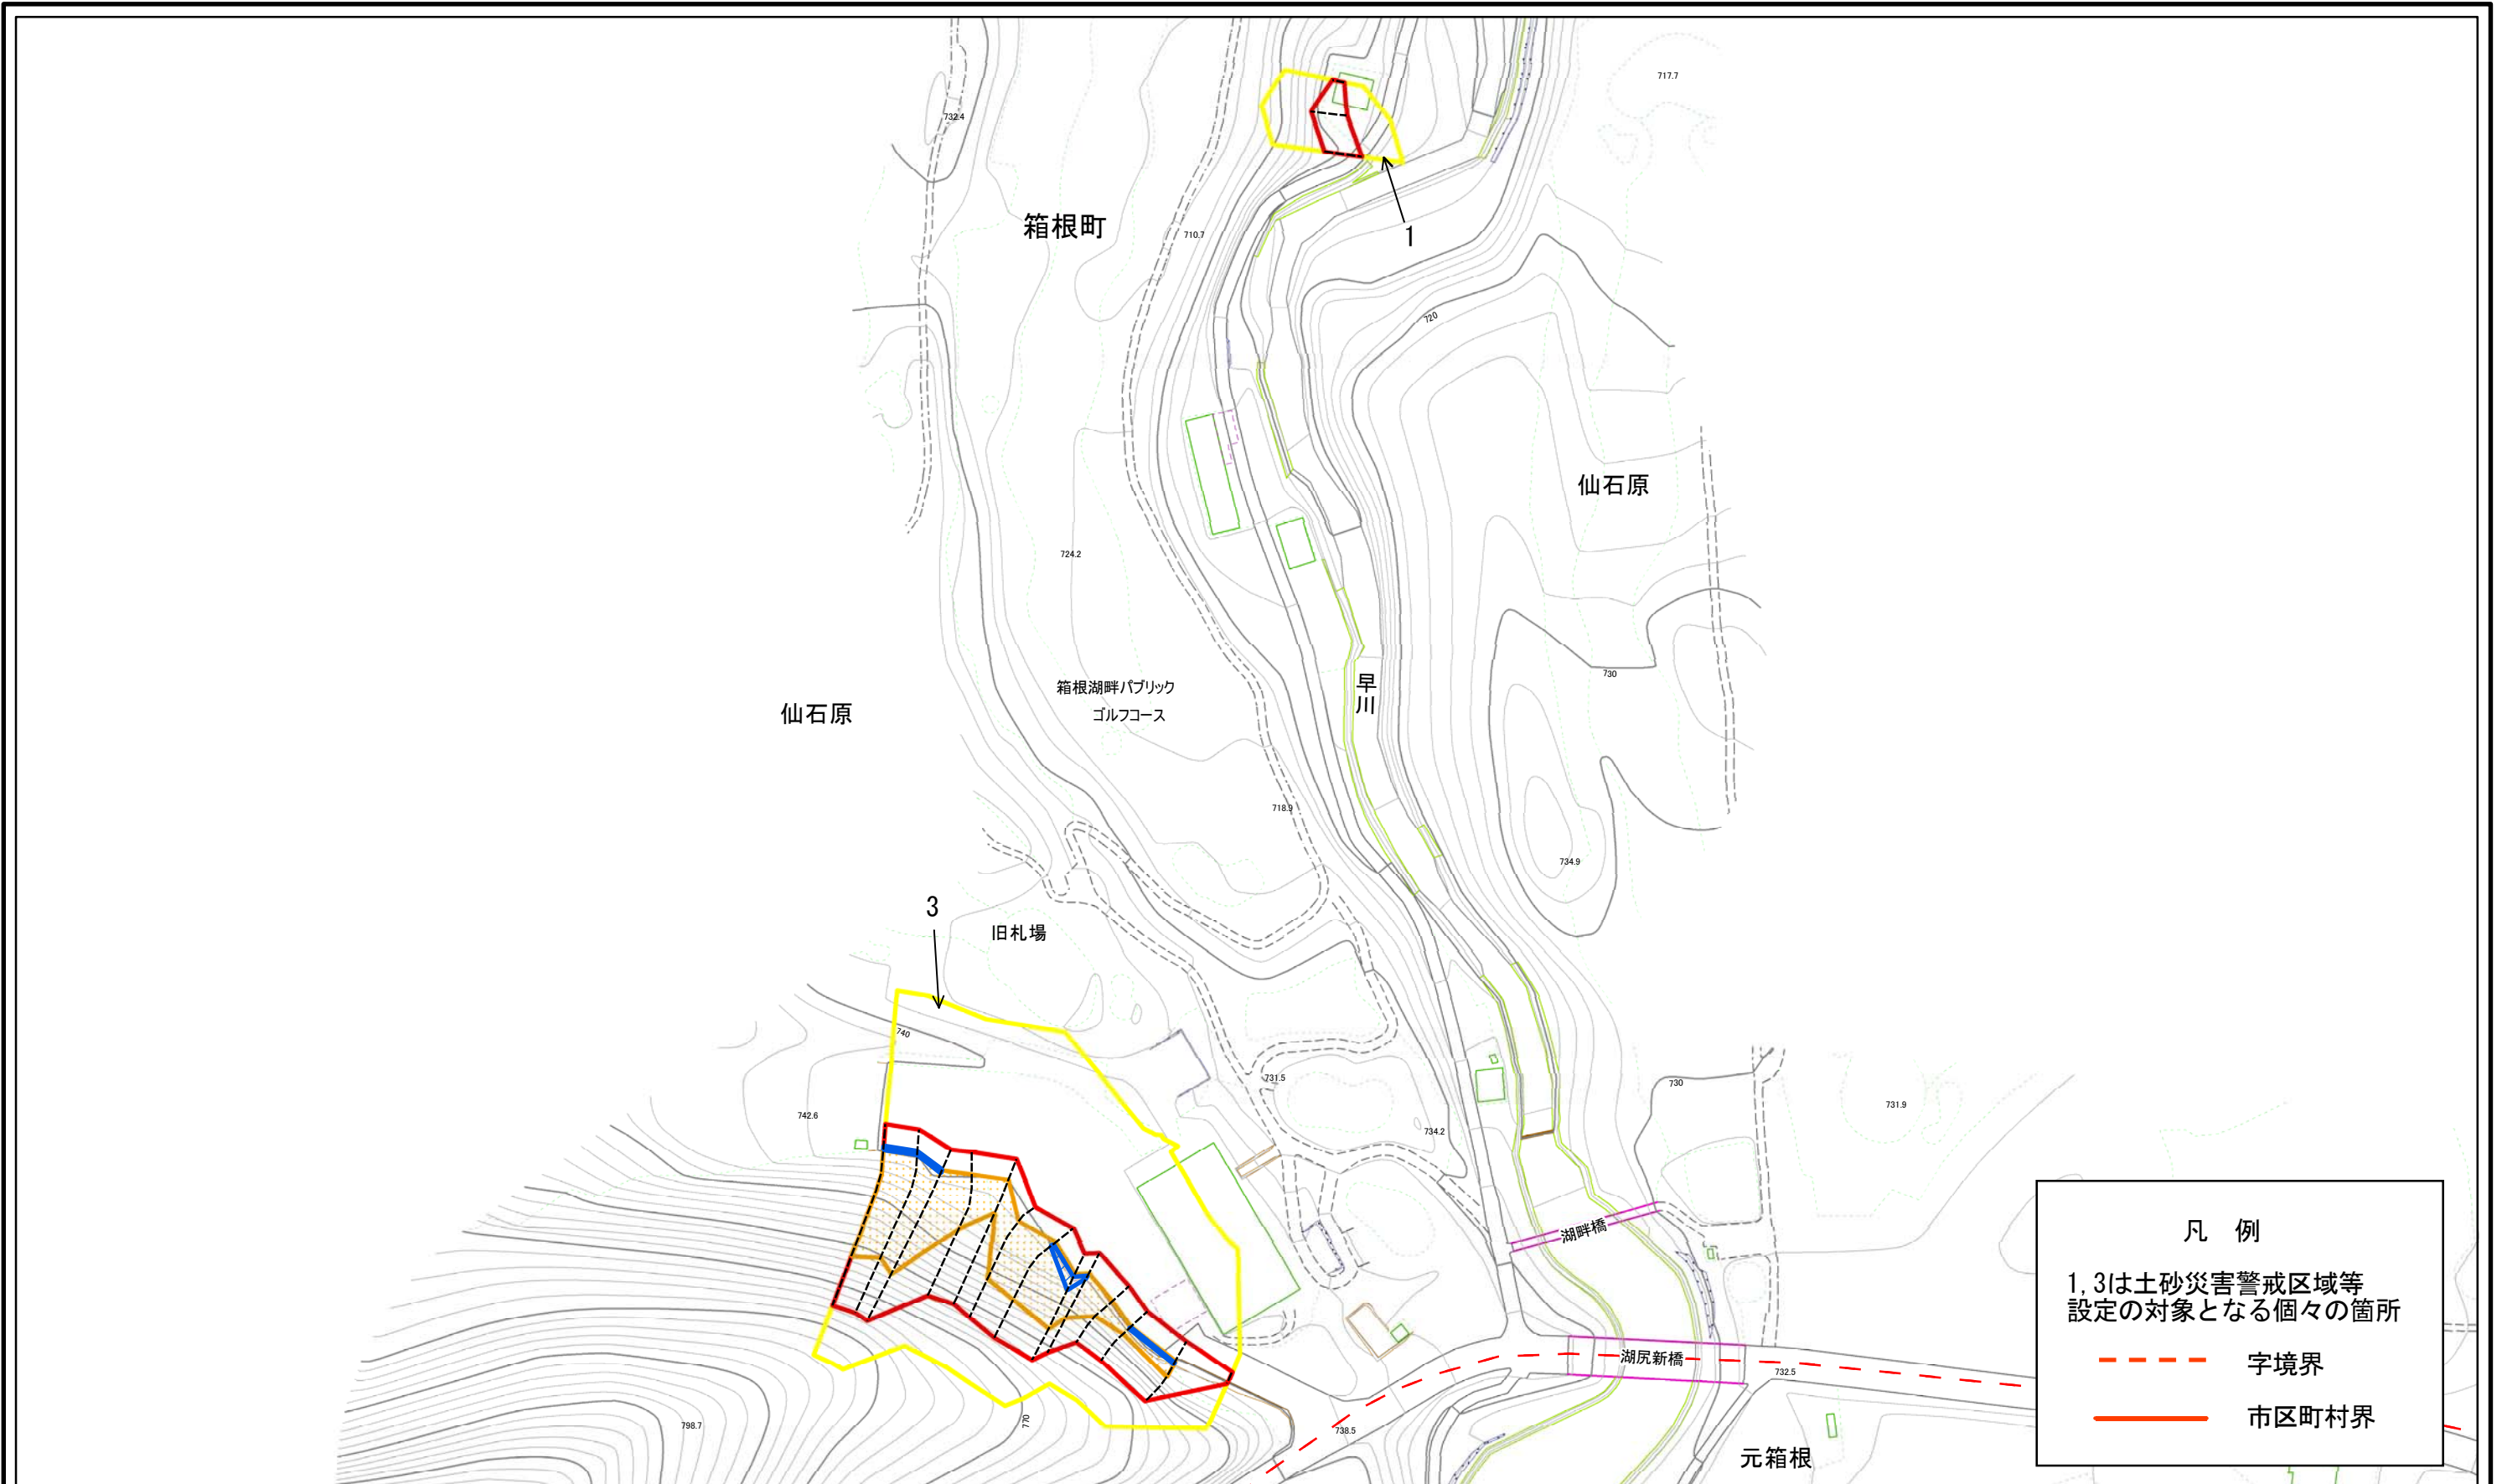 717.7
732.4
箱根町
710.7
1
720
仙石原
724.2
730
箱根湖畔パブリック
ゴルフコース
早川
仙石原
718.9
734.9
3
旧札場
740
731.5
730
731.9
742.6
734.2
湖畔橋
湖尻新橋
732.5
798.7
770
738.5
元箱根
凡 例
1,3は土砂災害警戒区域等
設定の対象となる個々の箇所
字境界
市区町村界